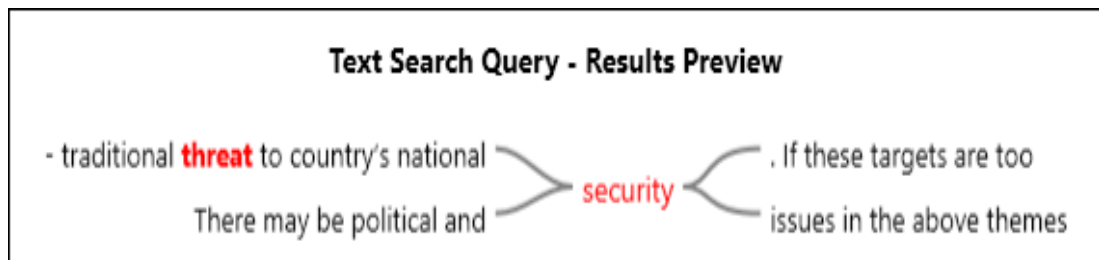 Text Search Query - Results Preview
- traditional threat to country's national
There may be political and
security
. If these targets are too
issues in the above themes